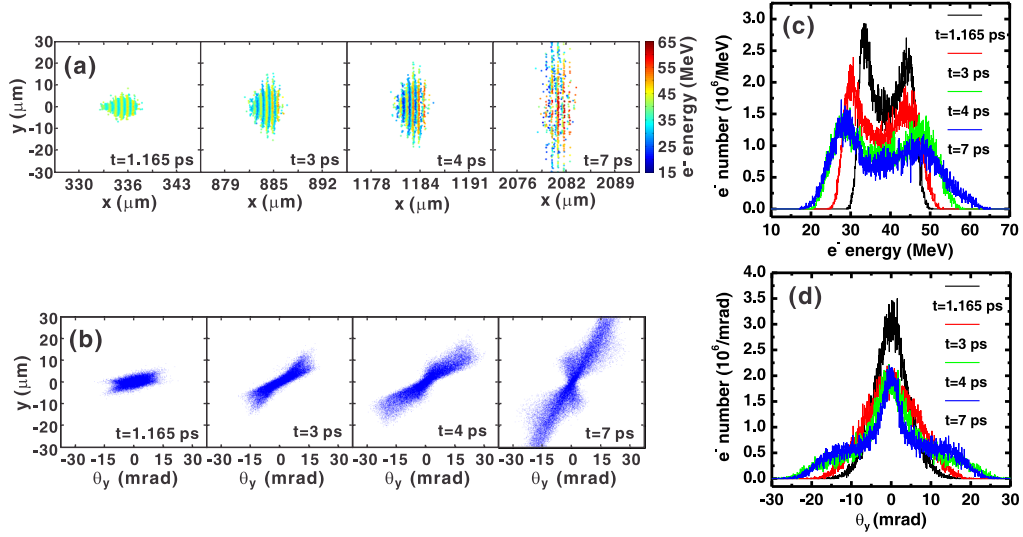 (a)
30
20
10
0
-10
-20
-30
y (μm)
t=1.165 ps
t=3 ps
t=4 ps
t=7 ps
330 336 343
879 885 892
1178 1184 1191
2076 2082 2089
x (μm)
x (μm)
x (μm)
x (μm)
65
55
45
35
25
15
e⁻ energy (MeV)
(c)
3.0
2.5
2.0
1.5
1.0
0.5
0.0
e⁻ number (10⁶/MeV)
t=1.165 ps
t=3 ps
t=4 ps
t=7 ps
10 20 30 40 50 60 70
e⁻ energy (MeV)
(b)
30
20
10
0
-10
-20
-30
y (μm)
t=1.165 ps
t=3 ps
t=4 ps
t=7 ps
-30 -15 0 15
-30 -15 0 15
-30 -15 0 15
-30 -15 0 15 30
θy (mrad)
θy (mrad)
θy (mrad)
θy (mrad)
(d)
4.0
3.5
3.0
2.5
2.0
1.5
1.0
0.5
0.0
e⁻ number (10⁶/mrad)
t=1.165 ps
t=3 ps
t=4 ps
t=7 ps
-30 -20 -10 0 10 20 30
θy (mrad)